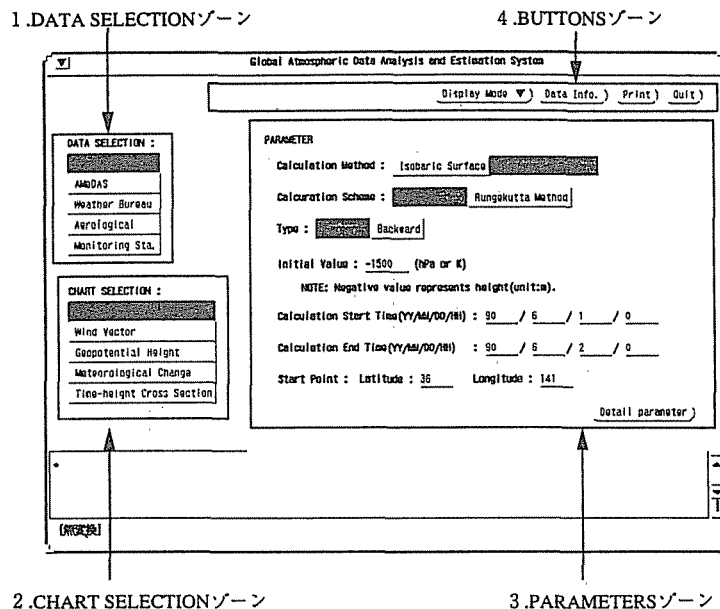 1.DATA SELECTIONゾーン
4.BUTTONSゾーン
Global Atmospheric Data Analysis and Estimation System
Display Mode ▼) Data Info.) Print) Quit)
DATA SELECTION :
AMeDAS
Weather Bureau
Aerological
Monitoring Sta.
CHART SELECTION :
Wind Vector
Geopotential Height
Meteorological Change
Time-height Cross Section
PARAMETER
Calculation Method : Isobaric Surface
Calcuration Scheme : Rungekutta Method
Type : Backward
Initial Value : -1500 (hPa or K)
NOTE: Negative value represents height(unit:m).
Calculation Start Time(YY/MM/DD/HH) : 90 / 6 / 1 / 0
Calculation End Time(YY/MM/DD/HH) : 90 / 6 / 2 / 0
Start Point : Latitude : 36 Longitude : 141
Detail parameter)
2.CHART SELECTIONゾーン
3.PARAMETERSゾーン